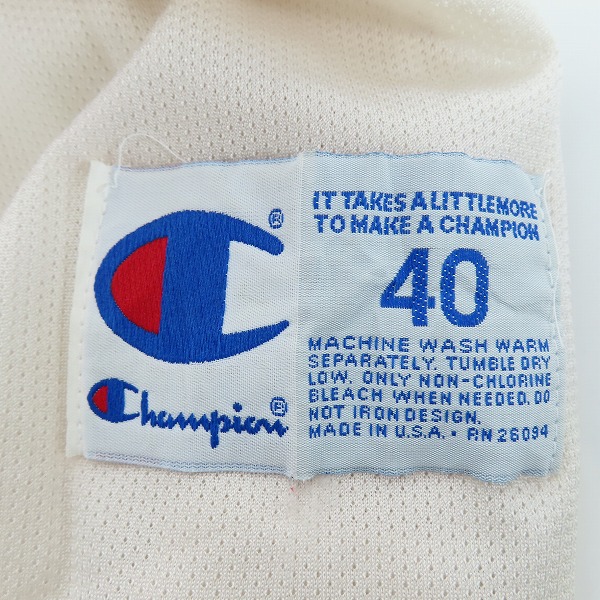 ®
Champion®
IT TAKES A LITTLE MORE
TO MAKE A CHAMPION
40
MACHINE WASH WARM
SEPARATELY. TUMBLE DRY
LOW. ONLY NON-CHLORINE
BLEACH WHEN NEEDED. DO
NOT IRON DESIGN.
MADE IN U.S.A. • RN 26094